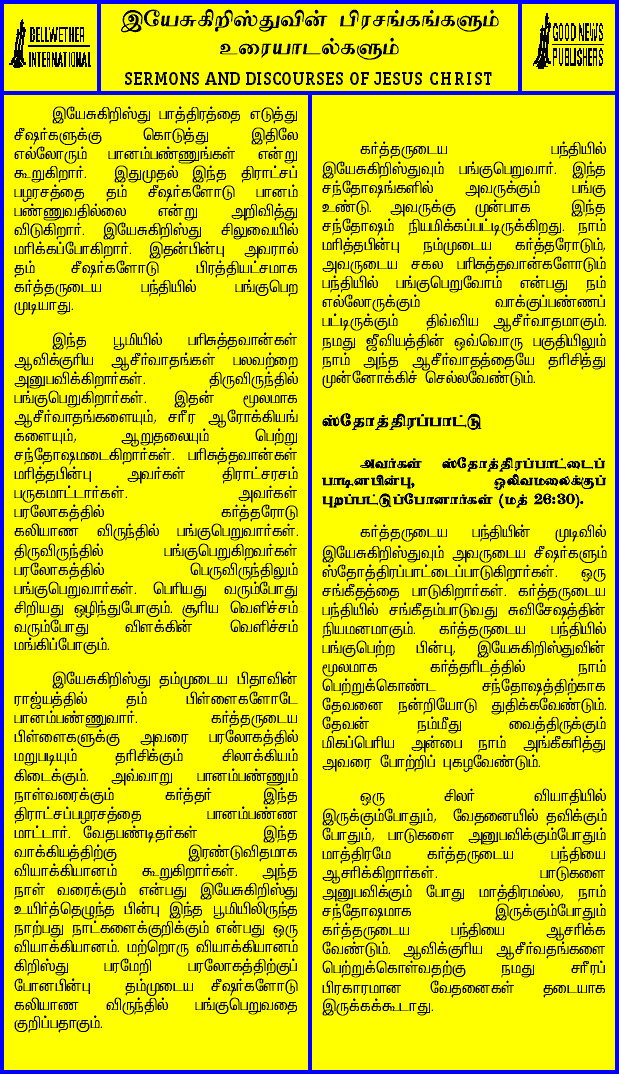 BELLWETHER
INTERNATIONAL
இயேசுகிறிஸ்துவின் பிரசங்கங்களும்
உரையாடல்களும்
SERMONS AND DISCOURSES OF JESUS CHRIST
GOOD NEWS
PUBLISHERS
இயேசுகிறிஸ்து பாத்திரத்தை எடுத்து
சீஷர்களுக்கு கொடுத்து இதிலே
எல்லோரும் பானம்பண்ணுங்கள் என்று
கூறுகிறார். இதுமுதல் இந்த திராட்சப்
பழரசத்தை தம் சீஷர்களோடு பானம்
பண்ணுவதில்லை என்று அறிவித்து
விடுகிறார். இயேசுகிறிஸ்து சிலுவையில்
மரிக்கப்போகிறார். இதன்பின்பு அவரால்
தம் சீஷர்களோடு பிரத்தியட்சமாக
கர்த்தருடைய பந்தியில் பங்குபெற
முடியாது.
இந்த பூமியில் பரிசுத்தவான்கள்
ஆவிக்குரிய ஆசீர்வாதங்கள் பலவற்றை
அனுபவிக்கிறார்கள். திருவிருந்தில்
பங்குபெறுகிறார்கள். இதன் மூலமாக
ஆசீர்வாதங்களையும், சரீர ஆரோக்கியங்
களையும், ஆறுதலையும் பெற்று
சந்தோஷமடைகிறார்கள். பரிசுத்தவான்கள்
மரித்தபின்பு அவர்கள் திராட்சரசம்
பருகமாட்டார்கள். அவர்கள்
பரலோகத்தில் கர்த்தரோடு
கலியாண விருந்தில் பங்குபெறுவார்கள்.
திருவிருந்தில் பங்குபெறுகிறவர்கள்
பரலோகத்தில் பெருவிருந்திலும்
பங்குபெறுவார்கள். பெரியது வரும்போது
சிறியது ஒழிந்துபோகும். சூரிய வெளிச்சம்
வரும்போது விளக்கின் வெளிச்சம்
மங்கிப்போகும்.
இயேசுகிறிஸ்து தம்முடைய பிதாவின்
ராஜ்யத்தில் தம் பிள்ளைகளோடே
பானம்பண்ணுவார். கர்த்தருடைய
பிள்ளைகளுக்கு அவரை பரலோகத்தில்
மறுபடியும் தரிசிக்கும் சிலாக்கியம்
கிடைக்கும். அவ்வாறு பானம்பண்ணும்
நாள்வரைக்கும் கர்த்தர் இந்த
திராட்சப்பழரசத்தை பானம்பண்ண
மாட்டார். வேதபண்டிதர்கள் இந்த
வாக்கியத்திற்கு இரண்டுவிதமாக
வியாக்கியானம் கூறுகிறார்கள். அந்த
நாள் வரைக்கும் என்பது இயேசுகிறிஸ்து
உயிர்த்தெழுந்த பின்பு இந்த பூமியிலிருந்த
நாற்பது நாட்களைக்குறிக்கும் என்பது ஒரு
வியாக்கியானம். மற்றொரு வியாக்கியானம்
கிறிஸ்து பரமேறி பரலோகத்திற்குப்
போனபின்பு தம்முடைய சீஷர்களோடு
கலியாண விருந்தில் பங்குபெறுவதை
குறிப்பதாகும்.
கர்த்தருடைய பந்தியில்
இயேசுகிறிஸ்துவும் பங்குபெறுவார். இந்த
சந்தோஷங்களில் அவருக்கும் பங்கு
உண்டு. அவருக்கு முன்பாக இந்த
சந்தோஷம் நியமிக்கப்பட்டிருக்கிறது. நாம்
மரித்தபின்பு நம்முடைய கர்த்தரோடும்,
அவருடைய சகல பரிசுத்தவான்களோடும்
பந்தியில் பங்குபெறுவோம் என்பது நம்
எல்லோருக்கும் வாக்குப்பண்ணப்
பட்டிருக்கும் திவ்விய ஆசீர்வாதமாகும்.
நமது ஜீவியத்தின் ஒவ்வொரு பகுதியிலும்
நாம் அந்த ஆசீர்வாதத்தையே தரிசித்து
முன்னோக்கிச் செல்லவேண்டும்.
ஸ்தோத்திரப்பாட்டு
அவர்கள் ஸ்தோத்திரப்பாட்டைப்
பாடினபின்பு, ஒலிவமலைக்குப்
புறப்பட்டுப்போனார்கள் (மத் 26:30).
கர்த்தருடைய பந்தியின் முடிவில்
இயேசுகிறிஸ்துவும் அவருடைய சீஷர்களும்
ஸ்தோத்திரப்பாட்டைப்பாடுகிறார்கள். ஒரு
சங்கீதத்தை பாடுகிறார்கள். கர்த்தருடைய
பந்தியில் சங்கீதம்பாடுவது சுவிசேஷத்தின்
நியமனமாகும். கர்த்தருடைய பந்தியில்
பங்குபெற்ற பின்பு, இயேசுகிறிஸ்துவின்
மூலமாக கர்த்தரிடத்தில் நாம்
பெற்றுக்கொண்ட சந்தோஷத்திற்காக
தேவனை நன்றியோடு துதிக்கவேண்டும்.
தேவன் நம்மீது வைத்திருக்கும்
மிகப்பெரிய அன்பை நாம் அங்கீகரித்து
அவரை போற்றிப் புகழவேண்டும்.
ஒரு சிலர் வியாதியில்
இருக்கும்போதும், வேதனையில் தவிக்கும்
போதும், பாடுகளை அனுபவிக்கும்போதும்
மாத்திரமே கர்த்தருடைய பந்தியை
ஆசரிக்கிறார்கள். பாடுகளை
அனுபவிக்கும் போது மாத்திரமல்ல, நாம்
சந்தோஷமாக இருக்கும்போதும்
கர்த்தருடைய பந்தியை ஆசரிக்க
வேண்டும். ஆவிக்குரிய ஆசீர்வதங்களை
பெற்றுக்கொள்வதற்கு நமது சரீரப்
பிரகாரமான வேதனைகள் தடையாக
இருக்கக்கூடாது.